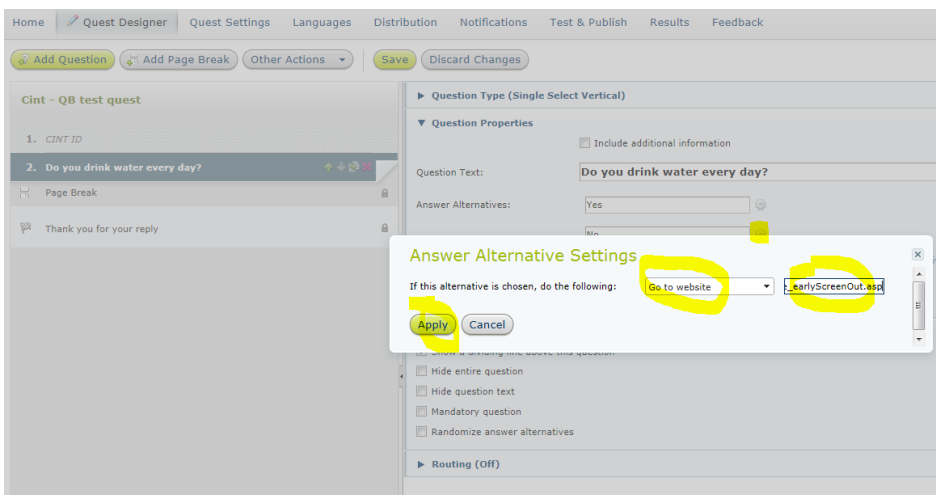 Home Quest Designer Quest Settings Languages Distribution Notifications Test & Publish Results Feedback
Add Question Add Page Break Other Actions Save Discard Changes
Cint - QB test quest
1. CINT ID
2. Do you drink water every day?
Page Break
Thank you for your reply
Question Type (Single Select Vertical)
Question Properties
Include additional information
Question Text: Do you drink water every day?
Answer Alternatives: Yes
No
Answer Alternative Settings
If this alternative is chosen, do the following: Go to website _earlyScreenOut.asp
Apply Cancel
Show a dividing line above this question
Hide entire question
Hide question text
Mandatory question
Randomize answer alternatives
Routing (Off)